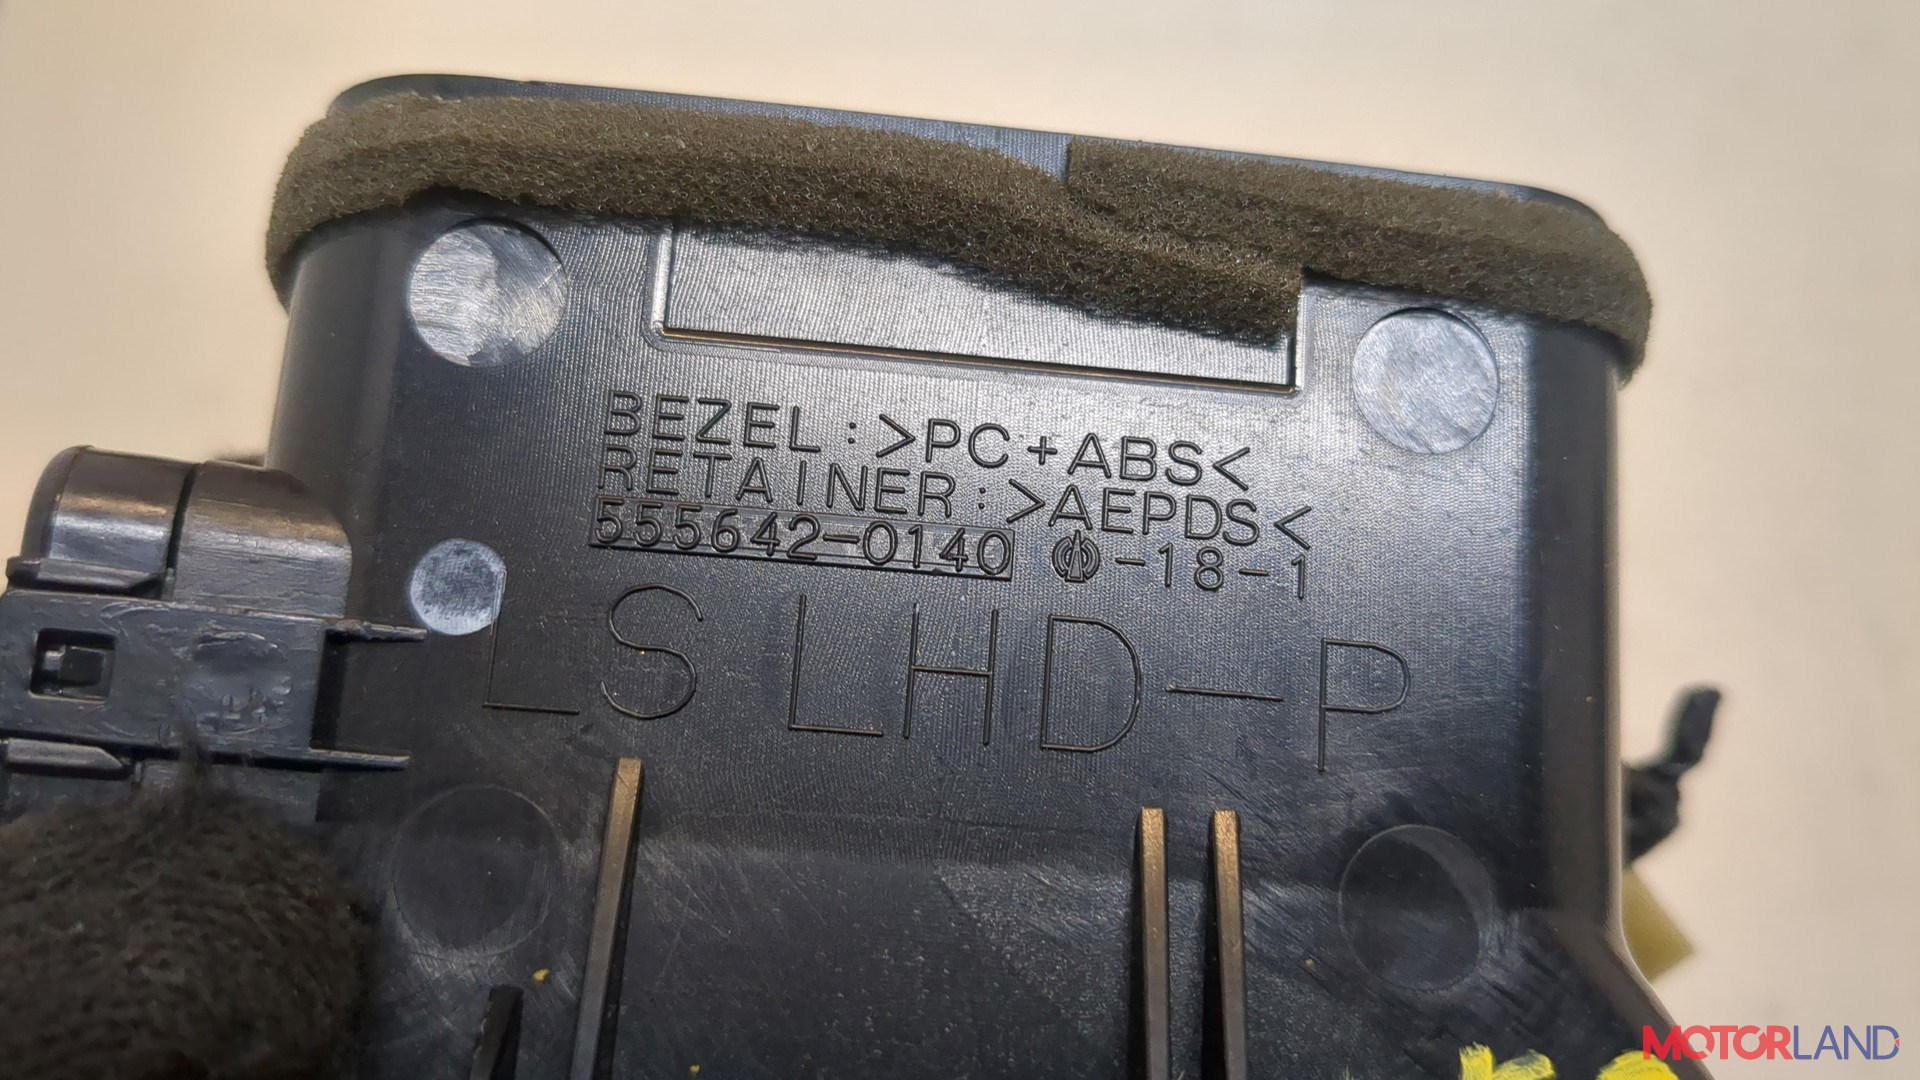 BEZEL:>PC+ABS<
RETAINER:>AEPDS<
555642-0140 -18-1
LS LHD-P
MOTORLAND